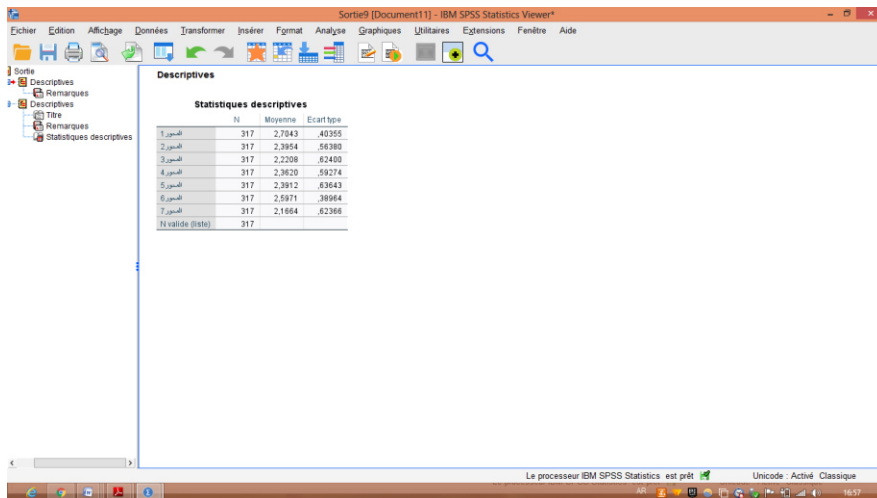 Sortie9 [Document11] - IBM SPSS Statistics Viewer*
Fichier Edition Affichage Données Transformer Insérer Format Analyse Graphiques Utilitaires Extensions Fenêtre Aide
Sortie
Descriptives
Remarques
Descriptives
Titre
Remarques
Statistiques descriptives
Descriptives
Statistiques descriptives
N Moyenne Ecart type
المحور1 317 2,7043 ,40355
المحور2 317 2,3954 ,56380
المحور3 317 2,2208 ,62400
المحور4 317 2,3620 ,59274
المحور5 317 2,3912 ,63643
المحور6 317 2,5971 ,38964
المحور7 317 2,1664 ,62366
N valide (liste) 317
Le processeur IBM SPSS Statistics est prêt Unicode : Activé Classique
AR 16:57